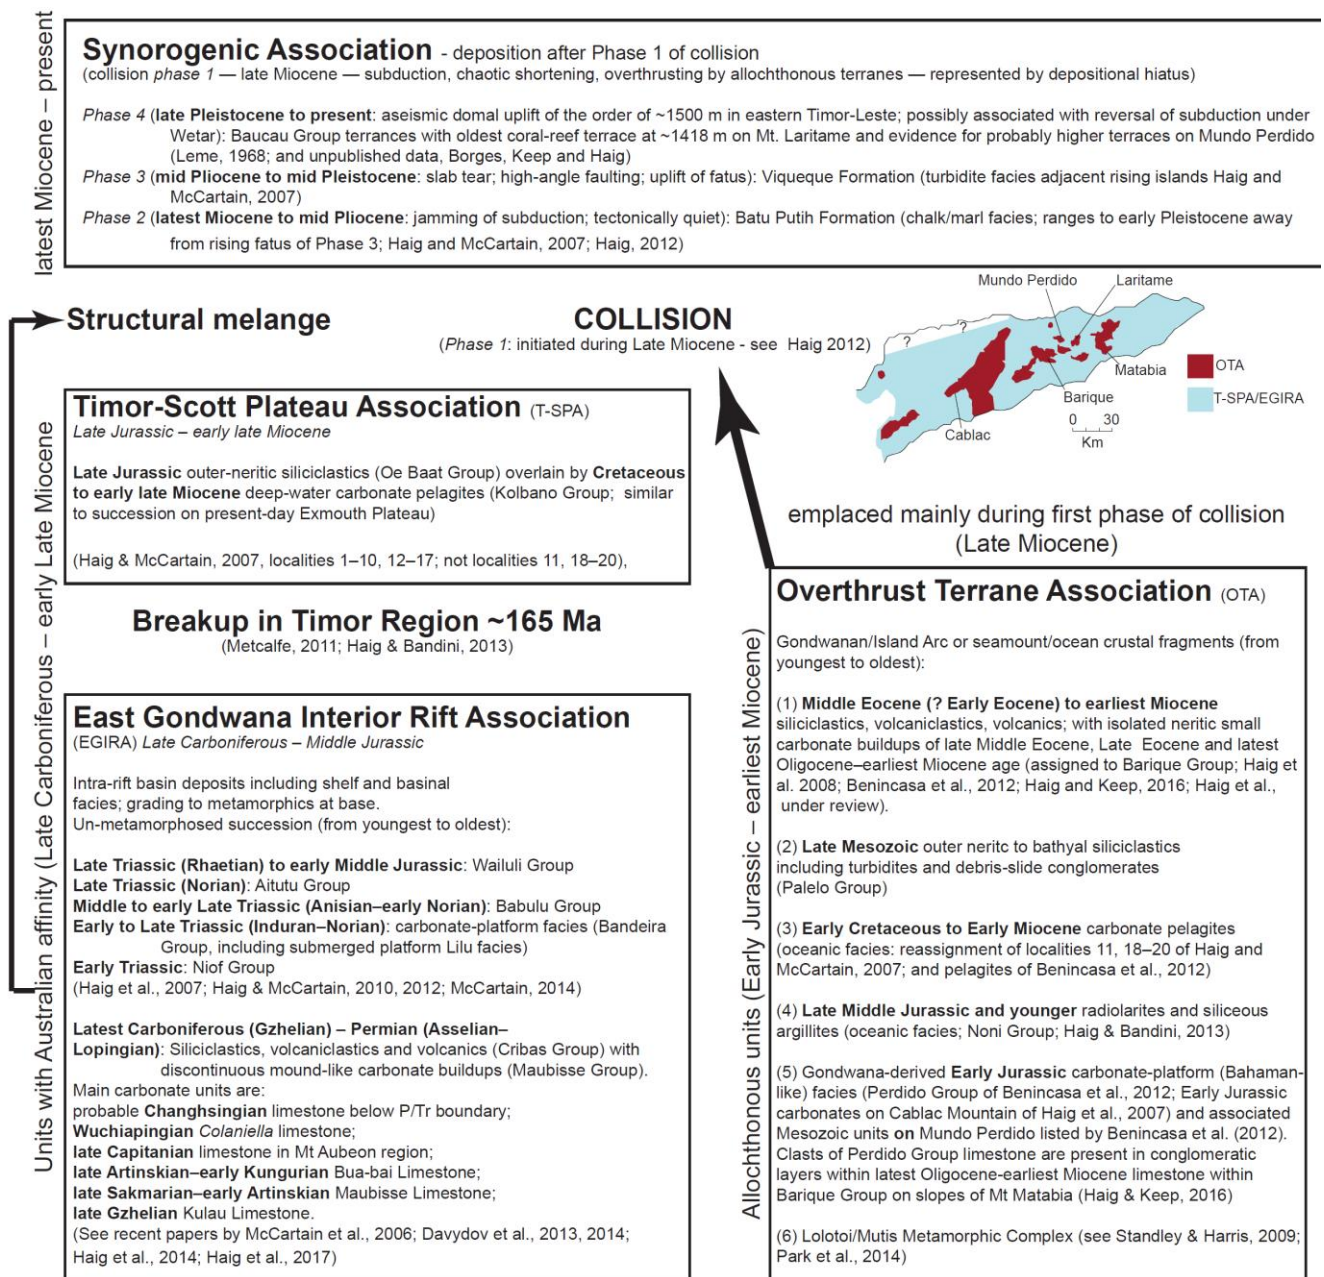 latest Miocene – present
Synorogenic Association - deposition after Phase 1 of collision
(collision phase 1 — late Miocene — subduction, chaotic shortening, overthrusting by allochthonous terranes — represented by depositional hiatus)
Phase 4 (late Pleistocene to present: aseismic domal uplift of the order of ~1500 m in eastern Timor-Leste; possibly associated with reversal of subduction under
Wetar): Baucau Group terrances with oldest coral-reef terrace at ~1418 m on Mt. Laritame and evidence for probably higher terraces on Mundo Perdido
(Leme, 1968; and unpublished data, Borges, Keep and Haig)
Phase 3 (mid Pliocene to mid Pleistocene: slab tear; high-angle faulting; uplift of fatus): Viqueque Formation (turbidite facies adjacent rising islands Haig and
McCartain, 2007)
Phase 2 (latest Miocene to mid Pliocene: jamming of subduction; tectonically quiet): Batu Putih Formation (chalk/marl facies; ranges to early Pleistocene away
from rising fatus of Phase 3; Haig and McCartain, 2007; Haig, 2012)
Structural melange
COLLISION
(Phase 1: initiated during Late Miocene - see Haig 2012)
Mundo Perdido
Laritame
?
?
Matabia
Barique
Cablac
0 30
Km
OTA
T-SPA/EGIRA
Units with Australian affinity (Late Carboniferous – early Late Miocene
Timor-Scott Plateau Association (T-SPA)
Late Jurassic – early late Miocene
Late Jurassic outer-neritic siliciclastics (Oe Baat Group) overlain by Cretaceous
to early late Miocene deep-water carbonate pelagites (Kolbano Group; similar
to succession on present-day Exmouth Plateau)
(Haig & McCartain, 2007, localities 1–10, 12–17; not localities 11, 18–20),
Breakup in Timor Region ~165 Ma
(Metcalfe, 2011; Haig & Bandini, 2013)
East Gondwana Interior Rift Association
(EGIRA) Late Carboniferous – Middle Jurassic
Intra-rift basin deposits including shelf and basinal
facies; grading to metamorphics at base.
Un-metamorphosed succession (from youngest to oldest):
Late Triassic (Rhaetian) to early Middle Jurassic: Wailuli Group
Late Triassic (Norian): Aitutu Group
Middle to early Late Triassic (Anisian–early Norian): Babulu Group
Early to Late Triassic (Induran–Norian): carbonate-platform facies (Bandeira
Group, including submerged platform Lilu facies)
Early Triassic: Niof Group
(Haig et al., 2007; Haig & McCartain, 2010, 2012; McCartain, 2014)
Latest Carboniferous (Gzhelian) – Permian (Asselian–
Lopingian): Siliciclastics, volcaniclastics and volcanics (Cribas Group) with
discontinuous mound-like carbonate buildups (Maubisse Group).
Main carbonate units are:
probable Changhsingian limestone below P/Tr boundary;
Wuchiapingian Colaniella limestone;
late Capitanian limestone in Mt Aubeon region;
late Artinskian–early Kungurian Bua-bai Limestone;
late Sakmarian–early Artinskian Maubisse Limestone;
late Gzhelian Kulau Limestone.
(See recent papers by McCartain et al., 2006; Davydov et al., 2013, 2014;
Haig et al., 2014; Haig et al., 2017)
emplaced mainly during first phase of collision
(Late Miocene)
Allochthonous units (Early Jurassic – earliest Miocene)
Overthrust Terrane Association (OTA)
Gondwanan/Island Arc or seamount/ocean crustal fragments (from
youngest to oldest):
(1) Middle Eocene (? Early Eocene) to earliest Miocene
siliciclastics, volcaniclastics, volcanics; with isolated neritic small
carbonate buildups of late Middle Eocene, Late Eocene and latest
Oligocene–earliest Miocene age (assigned to Barique Group; Haig et
al. 2008; Benincasa et al., 2012; Haig and Keep, 2016; Haig et al.,
under review).
(2) Late Mesozoic outer neritc to bathyal siliciclastics
including turbidites and debris-slide conglomerates
(Palelo Group)
(3) Early Cretaceous to Early Miocene carbonate pelagites
(oceanic facies: reassignment of localities 11, 18–20 of Haig and
McCartain, 2007; and pelagites of Benincasa et al., 2012)
(4) Late Middle Jurassic and younger radiolarites and siliceous
argillites (oceanic facies; Noni Group; Haig & Bandini, 2013)
(5) Gondwana-derived Early Jurassic carbonate-platform (Bahaman-
like) facies (Perdido Group of Benincasa et al., 2012; Early Jurassic
carbonates on Cablac Mountain of Haig et al., 2007) and associated
Mesozoic units on Mundo Perdido listed by Benincasa et al. (2012).
Clasts of Perdido Group limestone are present in conglomeratic
layers within latest Oligocene-earliest Miocene limestone within
Barique Group on slopes of Mt Matabia (Haig & Keep, 2016)
(6) Lolotoi/Mutis Metamorphic Complex (see Standley & Harris, 2009;
Park et al., 2014)